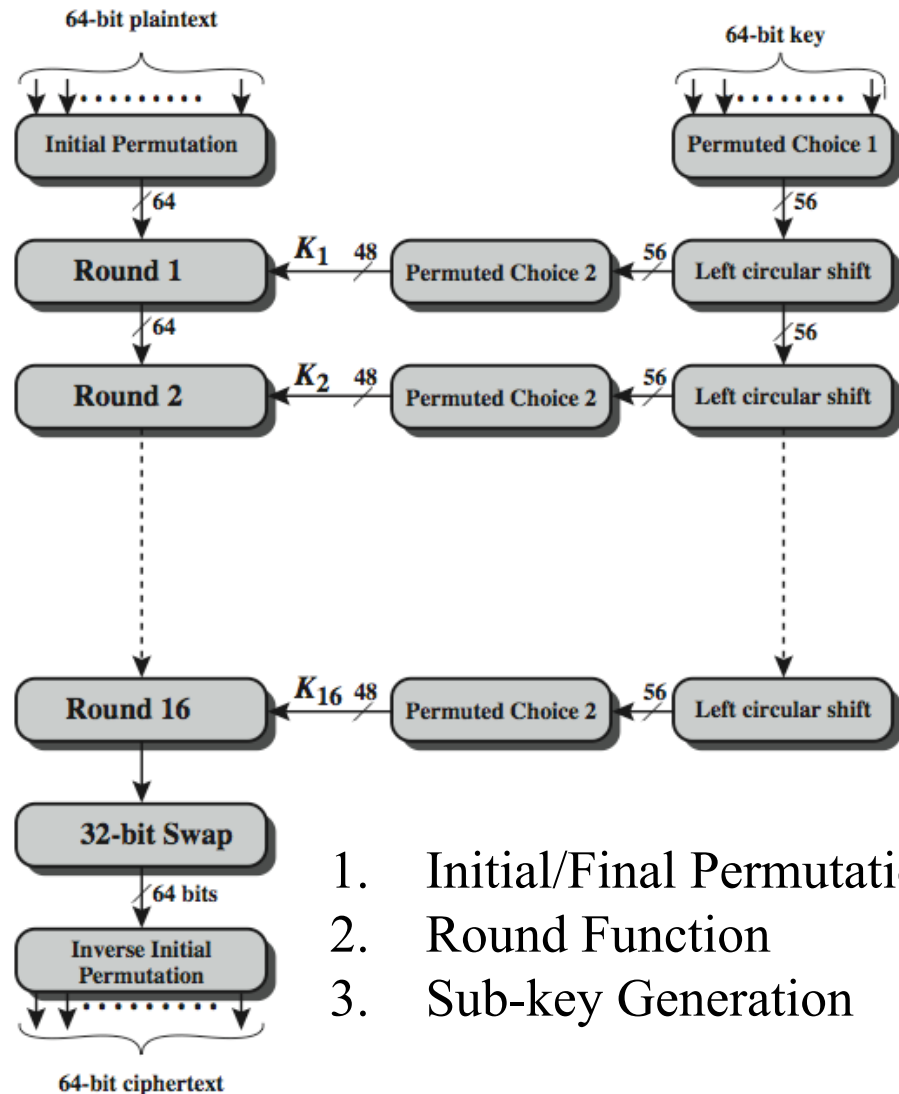 64-bit plaintext
64-bit key
Initial Permutation
Permuted Choice 1
64
56
Round 1
K1
48
Permuted Choice 2
56
Left circular shift
64
56
Round 2
K2
48
Permuted Choice 2
56
Left circular shift
Round 16
K16
48
Permuted Choice 2
56
Left circular shift
32-bit Swap
64 bits
Inverse Initial
Permutation
64-bit ciphertext
1. Initial/Final Permutati
2. Round Function
3. Sub-key Generation